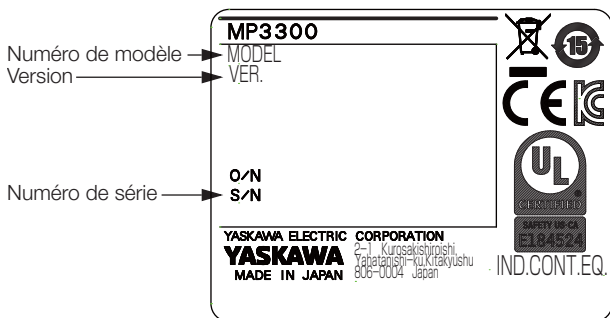 MP3300
Numéro de modèle
MODEL
Version
VER.
15
CE
UL
CERTIFIED
SAFETY US-CA
E184524
O/N
Numéro de série
S/N
YASKAWA ELECTRIC CORPORATION
YASKAWA
MADE IN JAPAN
2-1 Kurosakishiroishi,
Yahatanishi-ku,Kitakyushu
806-0004 Japan
IND.CONT.EQ.